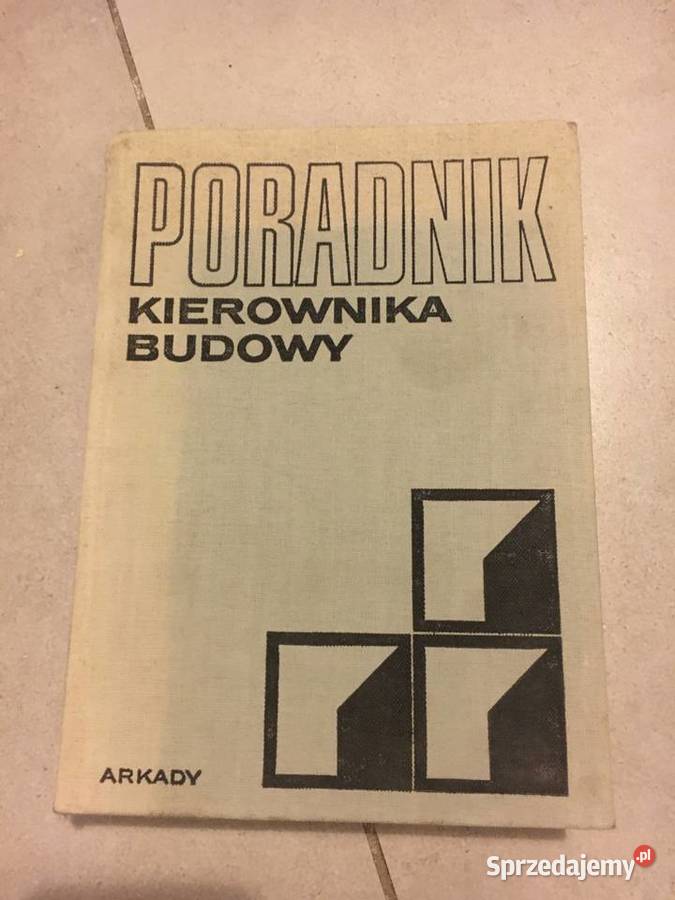 PORADNIK
KIEROWNIKA
BUDOWY
ARKADY
Sprzedajemy.pl